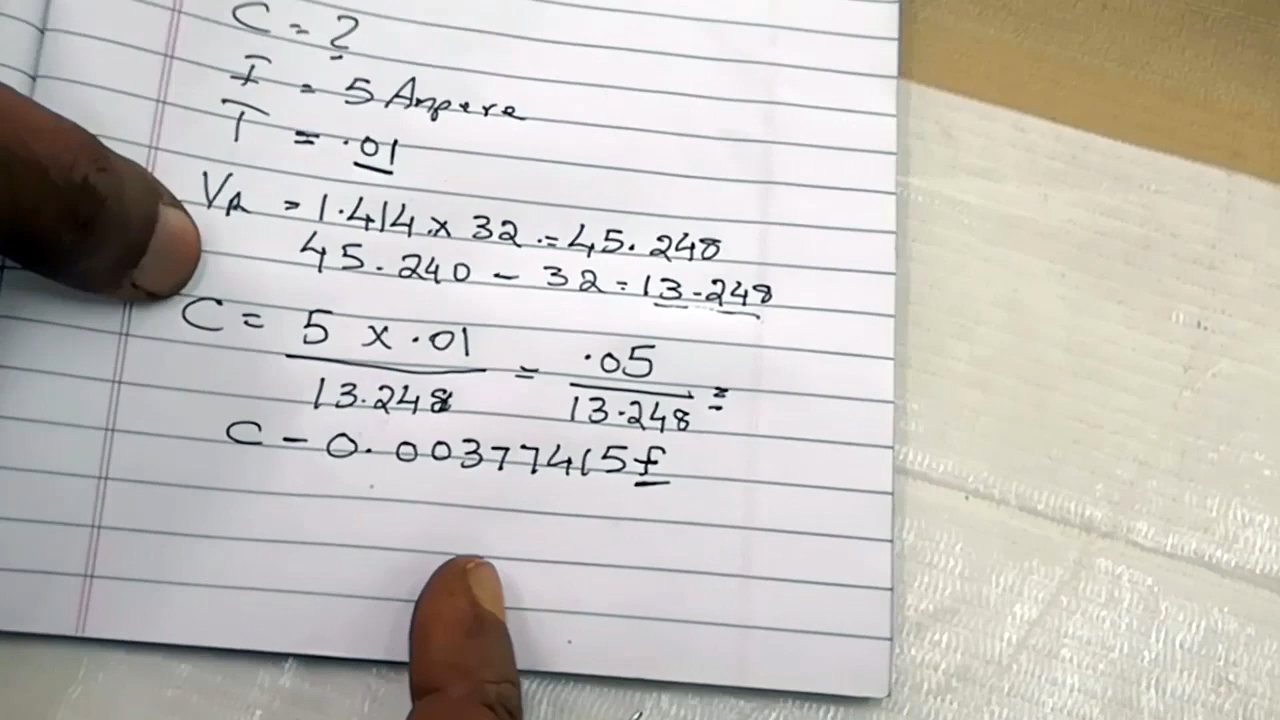 C = ?
I = 5 Ampere
T = .01
VR = 1.414 x 32 = 45.248
45.240 - 32 = 13.248
C = 5 x .01 / 13.248 = .05 / 13.248 =
C - 0.00377415f